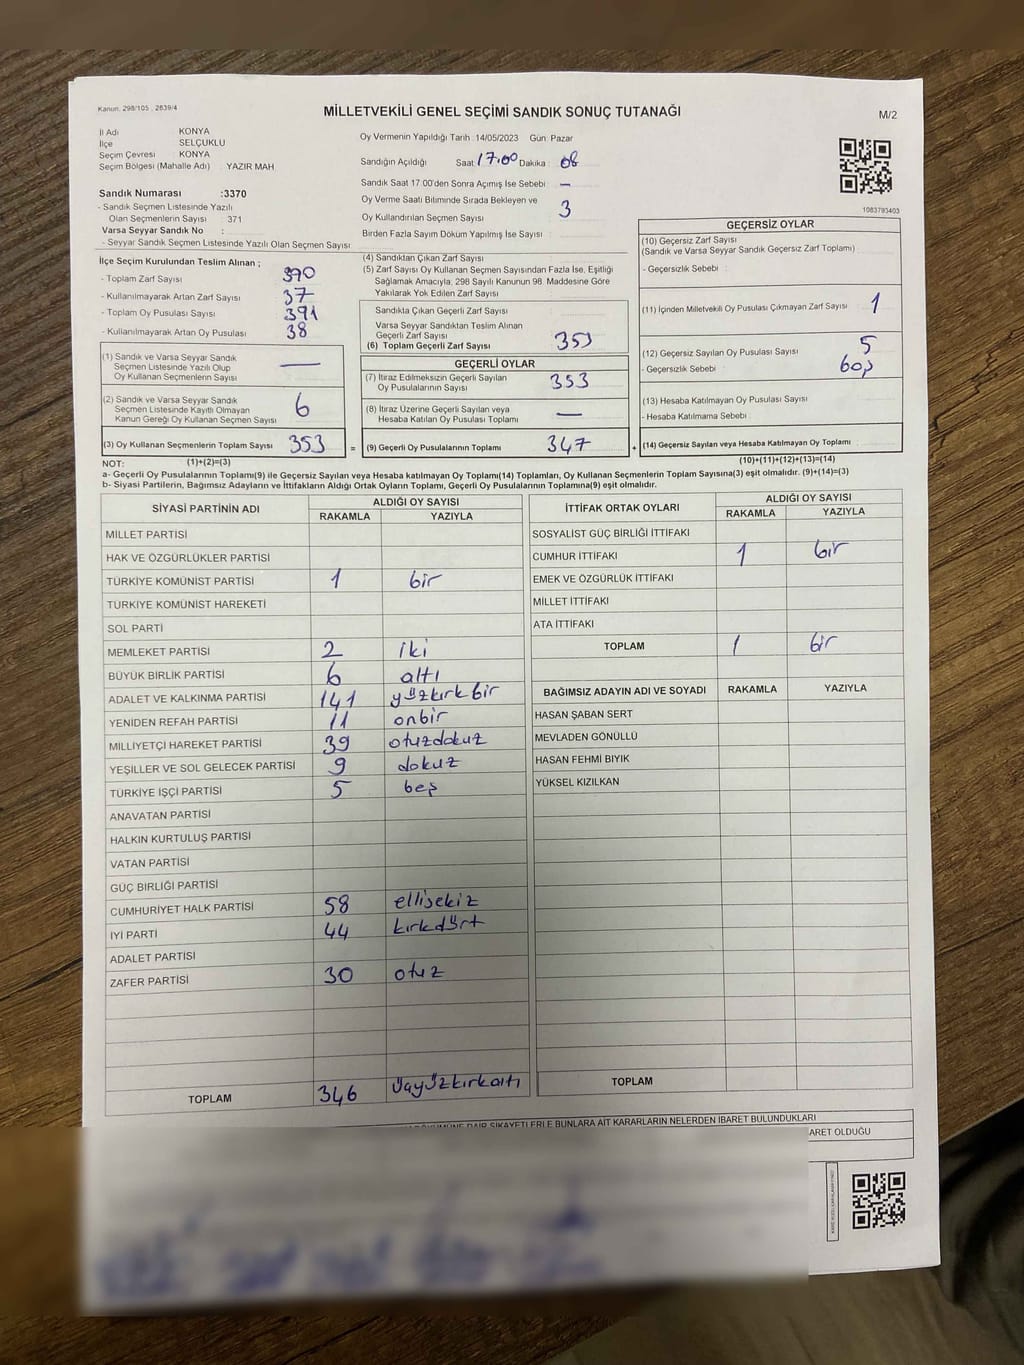 Kanun. 298/105 , 2839/4
MİLLETVEKİLİ GENEL SEÇİMİ SANDIK SONUÇ TUTANAĞI
M/2
İl Adı KONYA
İlçe SELÇUKLU
Seçim Çevresi : KONYA
Seçim Bölgesi (Mahalle Adı) : YAZIR MAH
Sandık Numarası :3370
- Sandık Seçmen Listesinde Yazılı
Olan Seçmenlerin Sayısı : 371
Varsa Seyyar Sandık No :
- Seyyar Sandık Seçmen Listesinde Yazılı Olan Seçmen Sayısı :
Oy Vermenin Yapıldığı Tarih :14/05/2023 Gün: Pazar
Sandığın Açıldığı Saat: 17.00 Dakika : 08
Sandık Saat 17.00'den Sonra Açımış İse Sebebi : –
Oy Verme Saati Bitiminde Sırada Bekleyen ve
Oy Kullandırılan Seçmen Sayısı : 3
Birden Fazla Sayım Döküm Yapılmış İse Sayısı :
1083793403
İlçe Seçim Kurulundan Teslim Alınan ;
- Toplam Zarf Sayısı : 390
- Kullanılmayarak Artan Zarf Sayısı : 37
- Toplam Oy Pusulası Sayısı : 391
- Kullanılmayarak Artan Oy Pusulası : 38
(1) Sandık ve Varsa Seyyar Sandık
Seçmen Listesinde Yazılı Olup
Oy Kullanan Seçmenlerin Sayısı : —
(2) Sandık ve Varsa Seyyar Sandık
Seçmen Listesinde Kayıtlı Olmayan
Kanun Gereği Oy Kullanan Seçmen Sayısı : 6
(3) Oy Kullanan Seçmenlerin Toplam Sayısı : 353 =
(1)+(2)=(3)
(4) Sandıktan Çıkan Zarf Sayısı :
(5) Zarf Sayısı Oy Kullanan Seçmen Sayısından Fazla İse, Eşitliği
Sağlamak Amacıyla, 298 Sayılı Kanunun 98. Maddesine Göre
Yakılarak Yok Edilen Zarf Sayısı :
Sandıkta Çıkan Geçerli Zarf Sayısı :
Varsa Seyyar Sandıktan Teslim Alınan
Geçerli Zarf Sayısı :
(6) Toplam Geçerli Zarf Sayısı : 353
GEÇERLİ OYLAR
(7) İtiraz Edilmeksizin Geçerli Sayılan
Oy Pusulalarının Sayısı : 353
(8) İtiraz Üzerine Geçerli Sayılan veya
Hesaba Katılan Oy Pusulası Toplamı : —
(9) Geçerli Oy Pusulalarının Toplamı : 347 +
GEÇERSİZ OYLAR
(10) Geçersiz Zarf Sayısı
(Sandık ve Varsa Seyyar Sandık Geçersiz Zarf Toplamı) :
- Geçersizlik Sebebi :
(11) İçinden Milletvekili Oy Pusulası Çıkmayan Zarf Sayısı : 1
(12) Geçersiz Sayılan Oy Pusulası Sayısı : 5
- Geçersizlik Sebebi : boş
(13) Hesaba Katılmayan Oy Pusulası Sayısı :
- Hesaba Katılmama Sebebi :
(14) Geçersiz Sayılan veya Hesaba Katılmayan Oy Toplamı :
(10)+(11)+(12)+(13)=(14)
NOT:
a- Geçerli Oy Pusulalarının Toplamı(9) ile Geçersiz Sayılan veya Hesaba katılmayan Oy Toplamı(14) Toplamları, Oy Kullanan Seçmenlerin Toplam Sayısına(3) eşit olmalıdır. (9)+(14)=(3)
b- Siyasi Partilerin, Bağımsız Adayların ve İttifakların Aldığı Ortak Oyların Toplamı, Geçerli Oy Pusulalarının Toplamına(9) eşit olmalıdır.
SİYASİ PARTİNİN ADI ALDIĞI OY SAYISI
RAKAMLA YAZIYLA
MİLLET PARTİSİ
HAK VE ÖZGÜRLÜKLER PARTİSİ
TÜRKİYE KOMÜNİST PARTİSİ 1 bir
TÜRKİYE KOMÜNİST HAREKETİ
SOL PARTİ
MEMLEKET PARTİSİ 2 iki
BÜYÜK BİRLİK PARTİSİ 6 altı
ADALET VE KALKINMA PARTİSİ 141 yüzkırkbir
YENİDEN REFAH PARTİSİ 11 onbir
MİLLİYETÇİ HAREKET PARTİSİ 39 otuzdokuz
YEŞİLLER VE SOL GELECEK PARTİSİ 9 dokuz
TÜRKİYE İŞÇİ PARTİSİ 5 beş
ANAVATAN PARTİSİ
HALKIN KURTULUŞ PARTİSİ
VATAN PARTİSİ
GÜÇ BİRLİĞİ PARTİSİ
CUMHURİYET HALK PARTİSİ 58 ellisekiz
İYİ PARTİ 44 kırkdört
ADALET PARTİSİ
ZAFER PARTİSİ 30 otuz
TOPLAM 346 üçyüzkırkaltı
İTTİFAK ORTAK OYLARI ALDIĞI OY SAYISI
RAKAMLA YAZIYLA
SOSYALİST GÜÇ BİRLİĞİ İTTİFAKI
CUMHUR İTTİFAKI 1 bir
EMEK VE ÖZGÜRLÜK İTTİFAKI
MİLLET İTTİFAKI
ATA İTTİFAKI
TOPLAM 1 bir
BAĞIMSIZ ADAYIN ADI VE SOYADI RAKAMLA YAZIYLA
HASAN ŞABAN SERT
MEVLADEN GÖNÜLLÜ
HASAN FEHMİ BIYIK
YÜKSEL KIZILKAN
TOPLAM
DAİR ŞİKAYETLERLE BUNLARA AİT KARARLARIN NELERDEN İBARET BULUNDUKLARI
ARET OLDUĞU